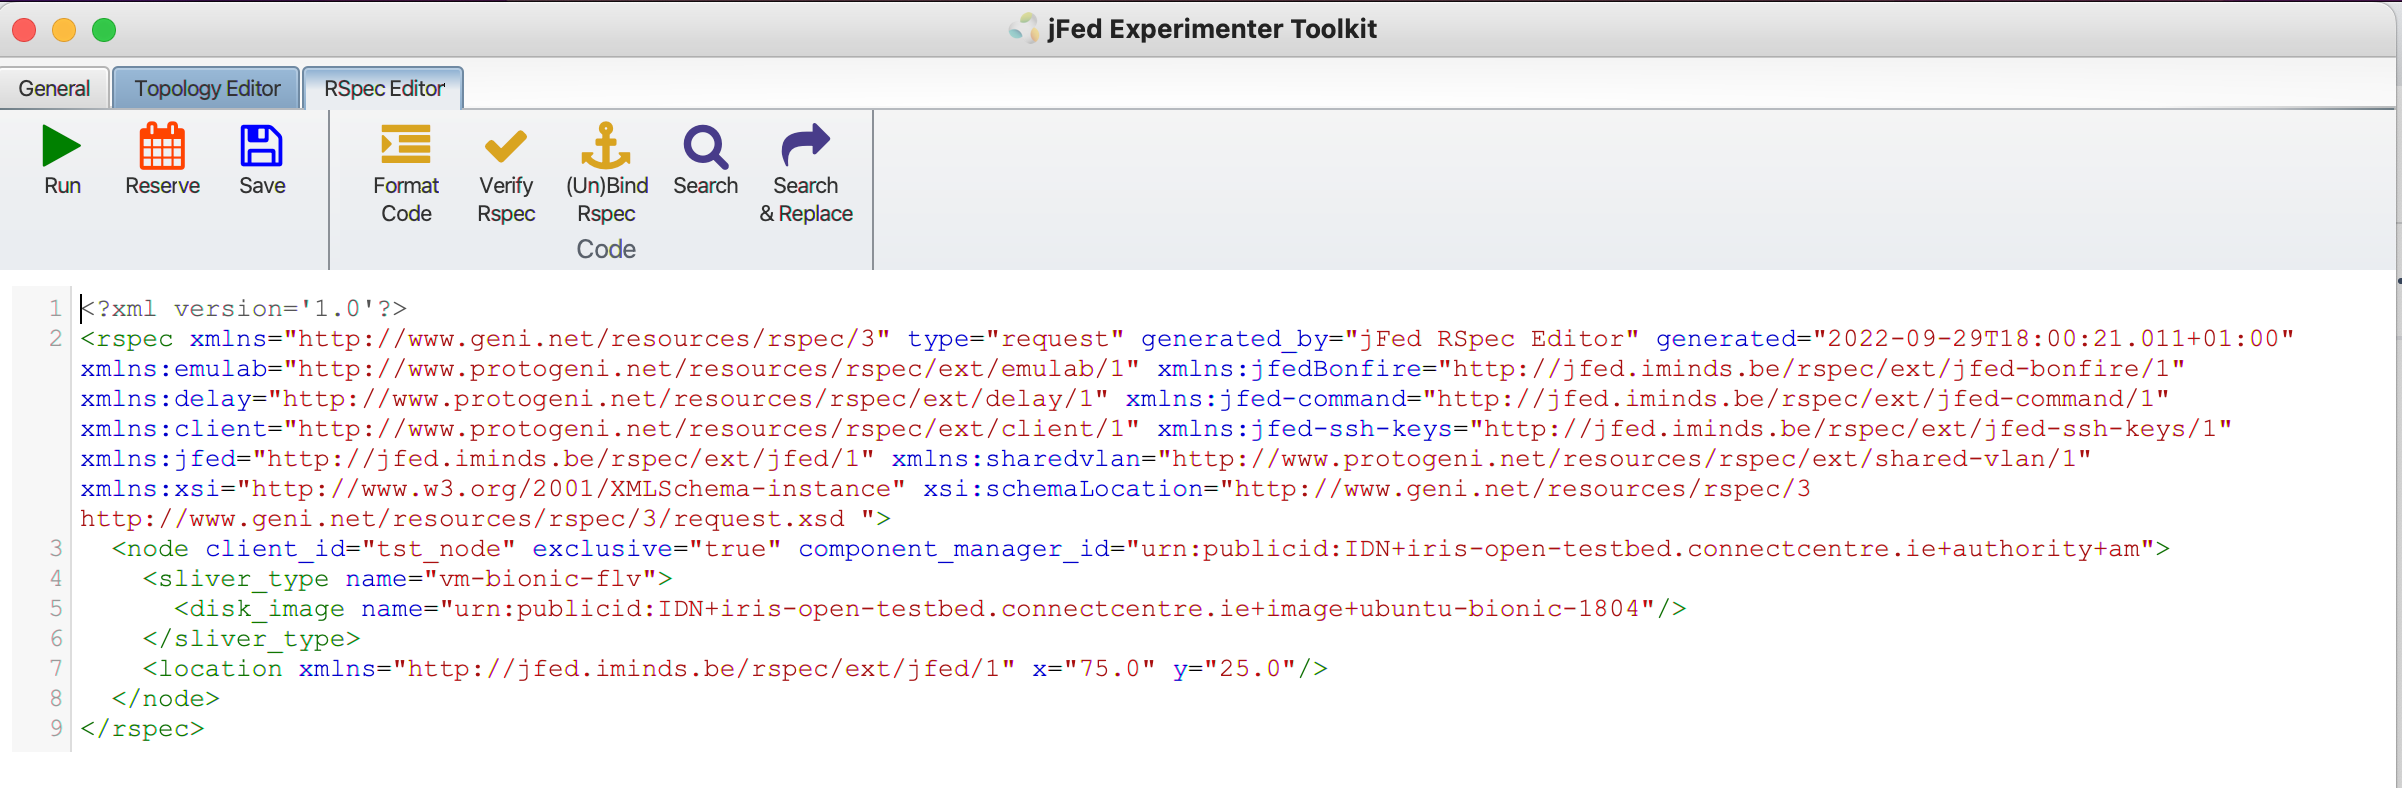 jFed Experimenter Toolkit
General Topology Editor RSpec Editor
Run Reserve Save Format Code Verify Rspec (Un)Bind Rspec Search Search & Replace
Code
1 <?xml version='1.0'?>
2 <rspec xmlns="http://www.geni.net/resources/rspec/3" type="request" generated_by="jFed RSpec Editor" generated="2022-09-29T18:00:21.011+01:00"
xmlns:emulab="http://www.protogeni.net/resources/rspec/ext/emulab/1" xmlns:jfedBonfire="http://jfed.iminds.be/rspec/ext/jfed-bonfire/1"
xmlns:delay="http://www.protogeni.net/resources/rspec/ext/delay/1" xmlns:jfed-command="http://jfed.iminds.be/rspec/ext/jfed-command/1"
xmlns:client="http://www.protogeni.net/resources/rspec/ext/client/1" xmlns:jfed-ssh-keys="http://jfed.iminds.be/rspec/ext/jfed-ssh-keys/1"
xmlns:jfed="http://jfed.iminds.be/rspec/ext/jfed/1" xmlns:sharedvlan="http://www.protogeni.net/resources/rspec/ext/shared-vlan/1"
xmlns:xsi="http://www.w3.org/2001/XMLSchema-instance" xsi:schemaLocation="http://www.geni.net/resources/rspec/3
http://www.geni.net/resources/rspec/3/request.xsd ">
3 <node client_id="tst_node" exclusive="true" component_manager_id="urn:publicid:IDN+iris-open-testbed.connectcentre.ie+authority+am">
4 <sliver_type name="vm-bionic-flv">
5 <disk_image name="urn:publicid:IDN+iris-open-testbed.connectcentre.ie+image+ubuntu-bionic-1804"/>
6 </sliver_type>
7 <location xmlns="http://jfed.iminds.be/rspec/ext/jfed/1" x="75.0" y="25.0"/>
8 </node>
9 </rspec>